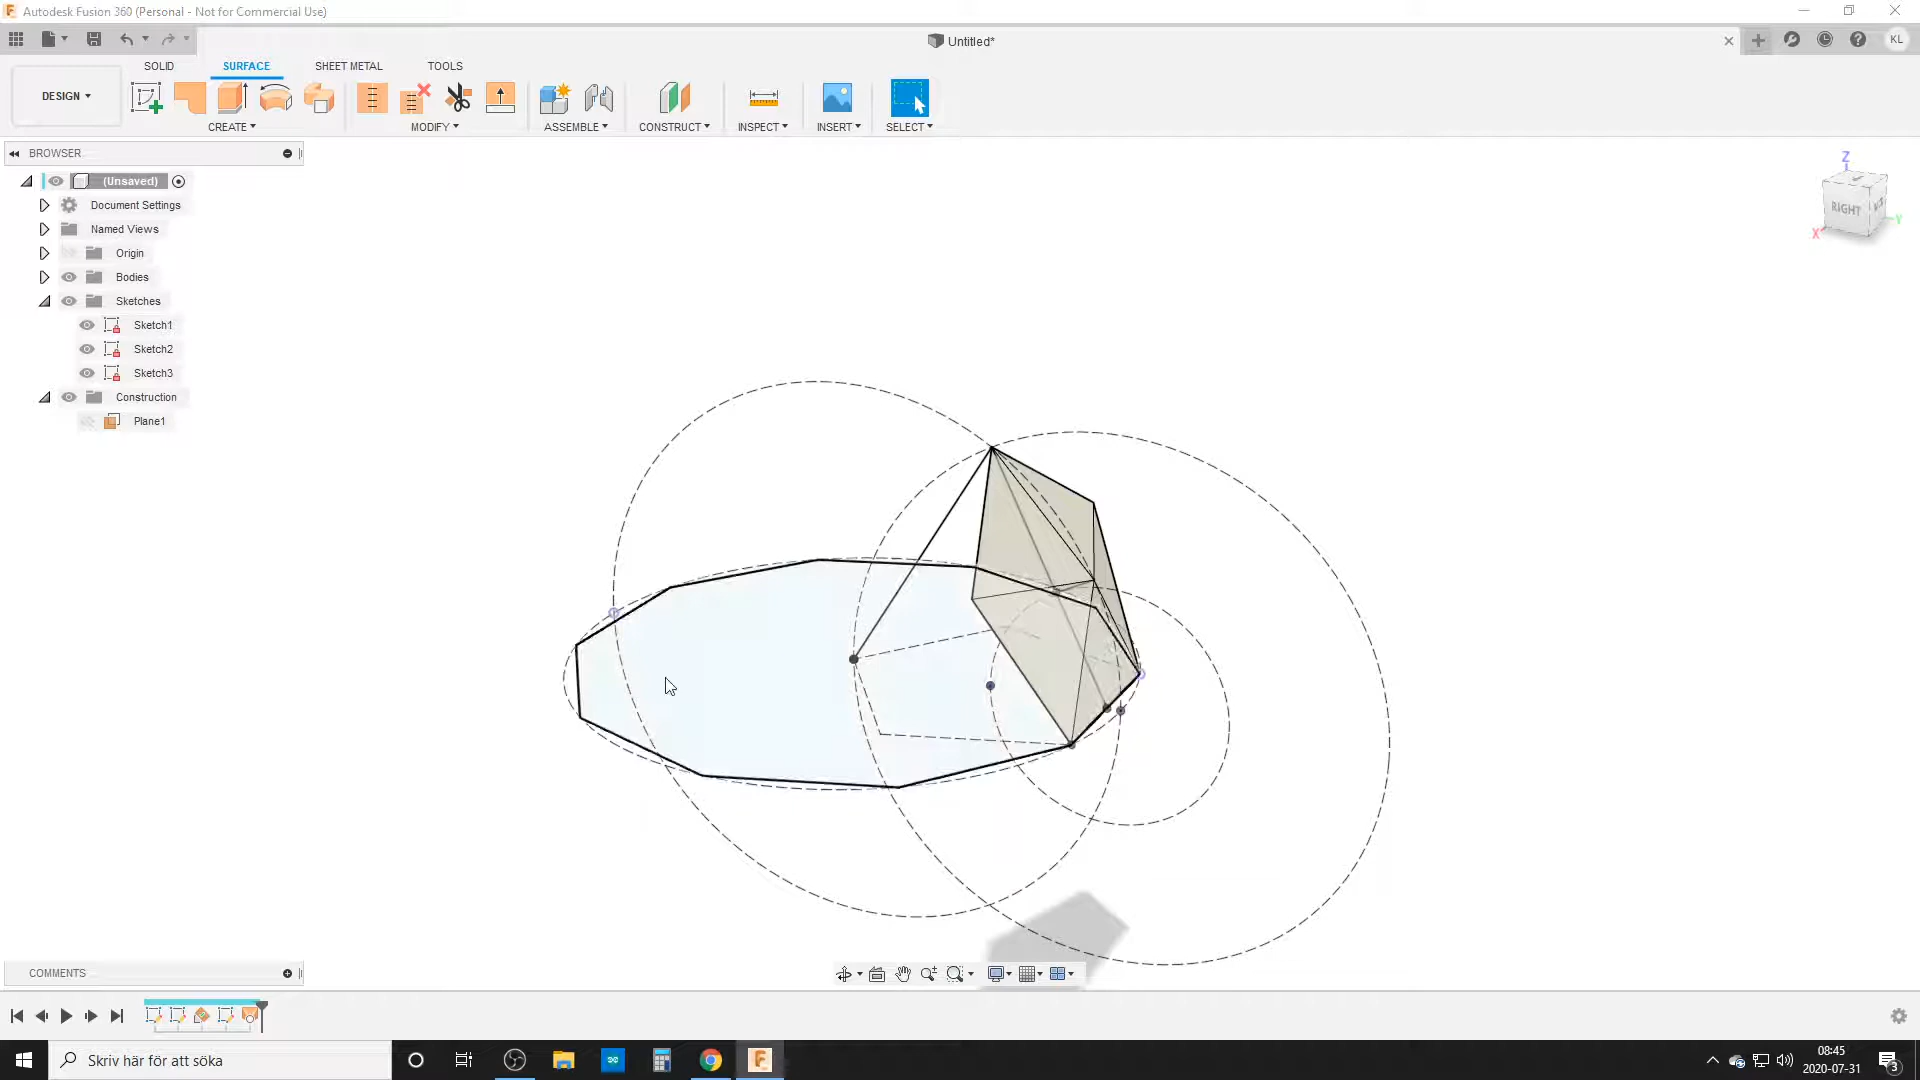 Autodesk Fusion 360 (Personal - Not for Commercial Use)
Untitled*
KL
SOLID
SURFACE
SHEET METAL
TOOLS
DESIGN
CREATE
MODIFY
ASSEMBLE
CONSTRUCT
INSPECT
INSERT
SELECT
BROWSER
(Unsaved)
Document Settings
Named Views
Origin
Bodies
Sketches
Sketch1
Sketch2
Sketch3
Construction
Plane1
Z
RIGHT
X
Y
COMMENTS
Skriv här för att söka
08:45
2020-07-31
3